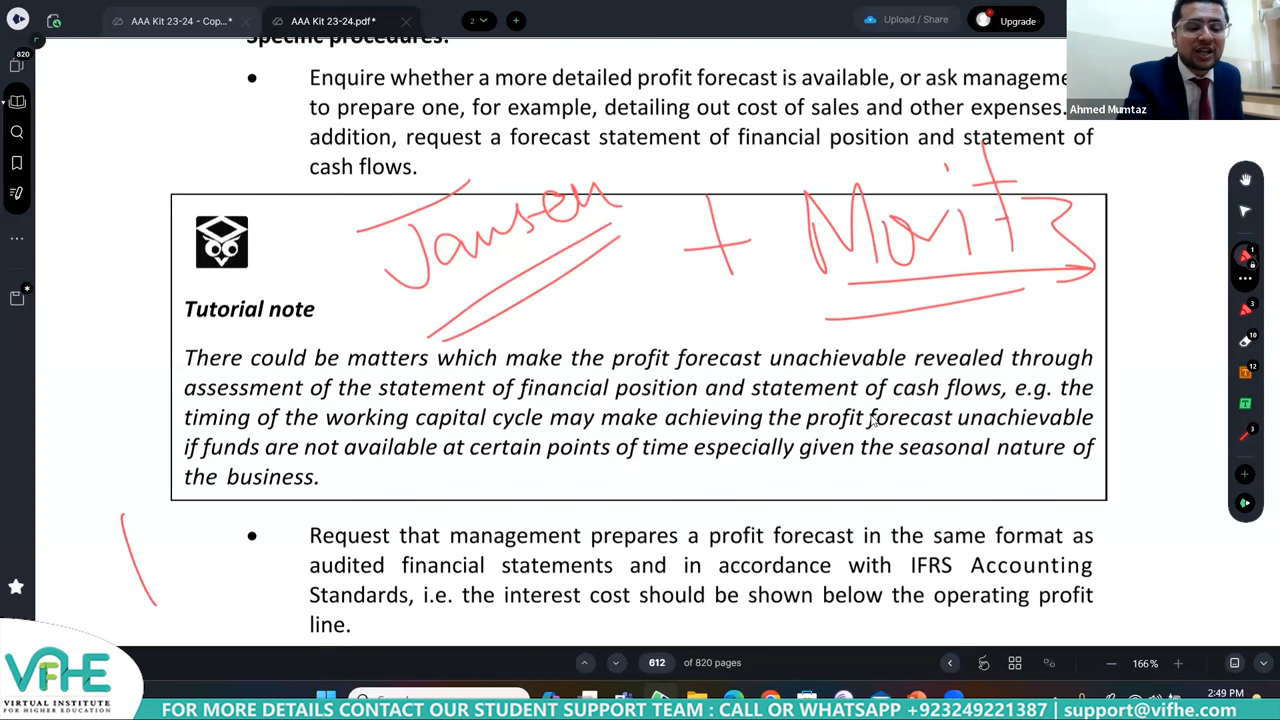 AAA Kit 23-24 - Cop...*
AAA Kit 23-24.pdf*
2
Upload / Share
Upgrade
820
Specific procedures:
Ahmed Mumtaz
• Enquire whether a more detailed profit forecast is available, or ask manageme
to prepare one, for example, detailing out cost of sales and other expenses.
addition, request a forecast statement of financial position and statement of
cash flows.
Jansen + Moritz
Tutorial note
There could be matters which make the profit forecast unachievable revealed through
assessment of the statement of financial position and statement of cash flows, e.g. the
timing of the working capital cycle may make achieving the profit forecast unachievable
if funds are not available at certain points of time especially given the seasonal nature of
the business.
• Request that management prepares a profit forecast in the same format as
audited financial statements and in accordance with IFRS Accounting
Standards, i.e. the interest cost should be shown below the operating profit
line.
1
3
10
12
T
3
612 of 820 pages
166%
2:49 PM
VIFHE
VIRTUAL INSTITUTE
FOR HIGHER EDUCATION
FOR MORE DETAILS CONTACT OUR STUDENT SUPPORT TEAM : CALL OR WHATSAPP +923249221387 | support@vifhe.com